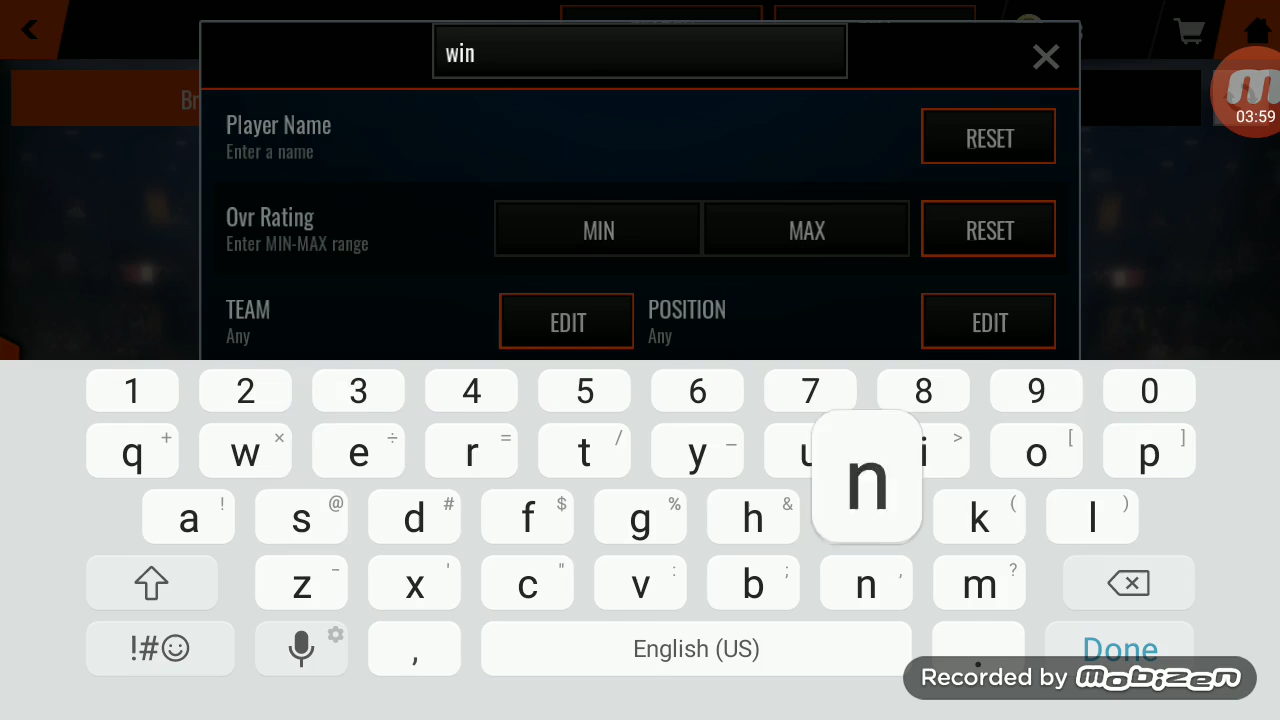 win
Br
03:59
Player Name
Enter a name
RESET
Ovr Rating
Enter MIN-MAX range
MIN
MAX
RESET
TEAM
Any
EDIT
POSITION
Any
EDIT
1 2 3 4 5 6 7 8 9 0
q + w × e ÷ r = t / y _ u i > o [ p ]
n
a ! s @ d # f $ g % h & k ( l )
z - x ' c " v : b ; n , m ?
!#☺ , English (US) . Done
Recorded by mobizen